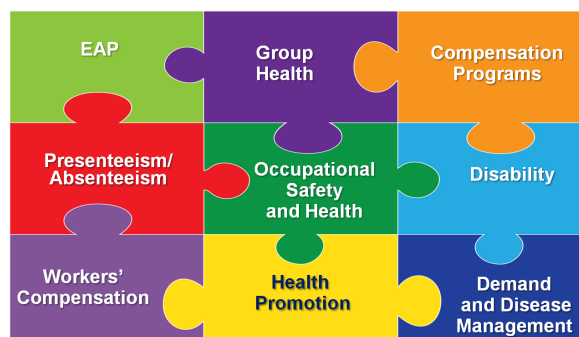 EAP
Group
Health
Compensation
Programs
Presenteeism/
Absenteeism
Occupational
Safety
and Health
Disability
Workers'
Compensation
Health
Promotion
Demand
and Disease
Management